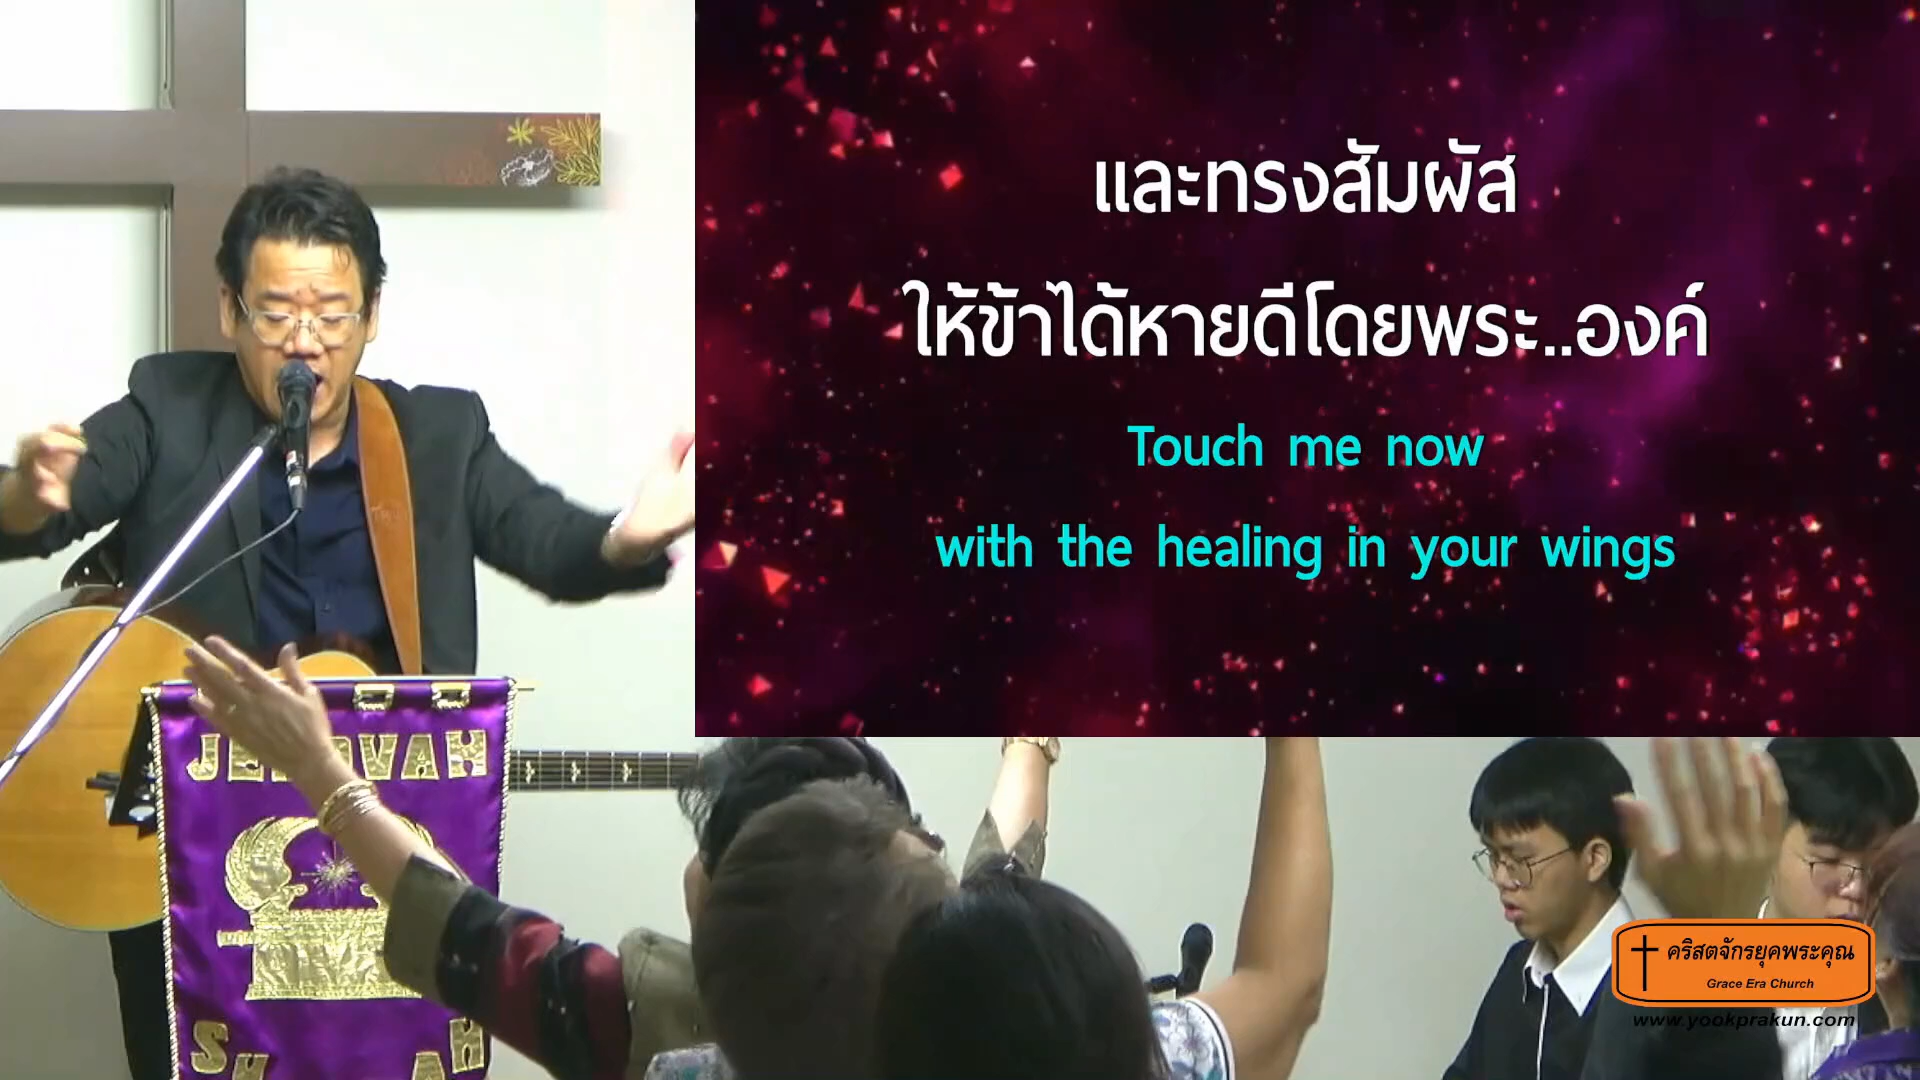 และทรงสัมผัส
ให้ข้าได้หายดีโดยพระ..องค์
Touch me now
with the healing in your wings
คริสตจักรยุคพระคุณ
Grace Era Church
www.yookprakun.com